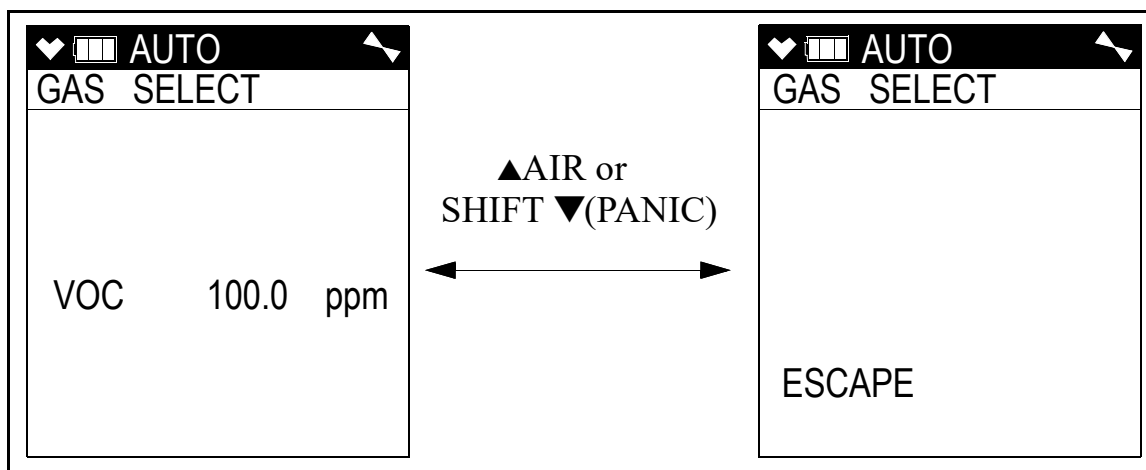 AUTO
GAS SELECT
VOC 100.0 ppm
▲AIR or
SHIFT ▼(PANIC)
AUTO
GAS SELECT
ESCAPE